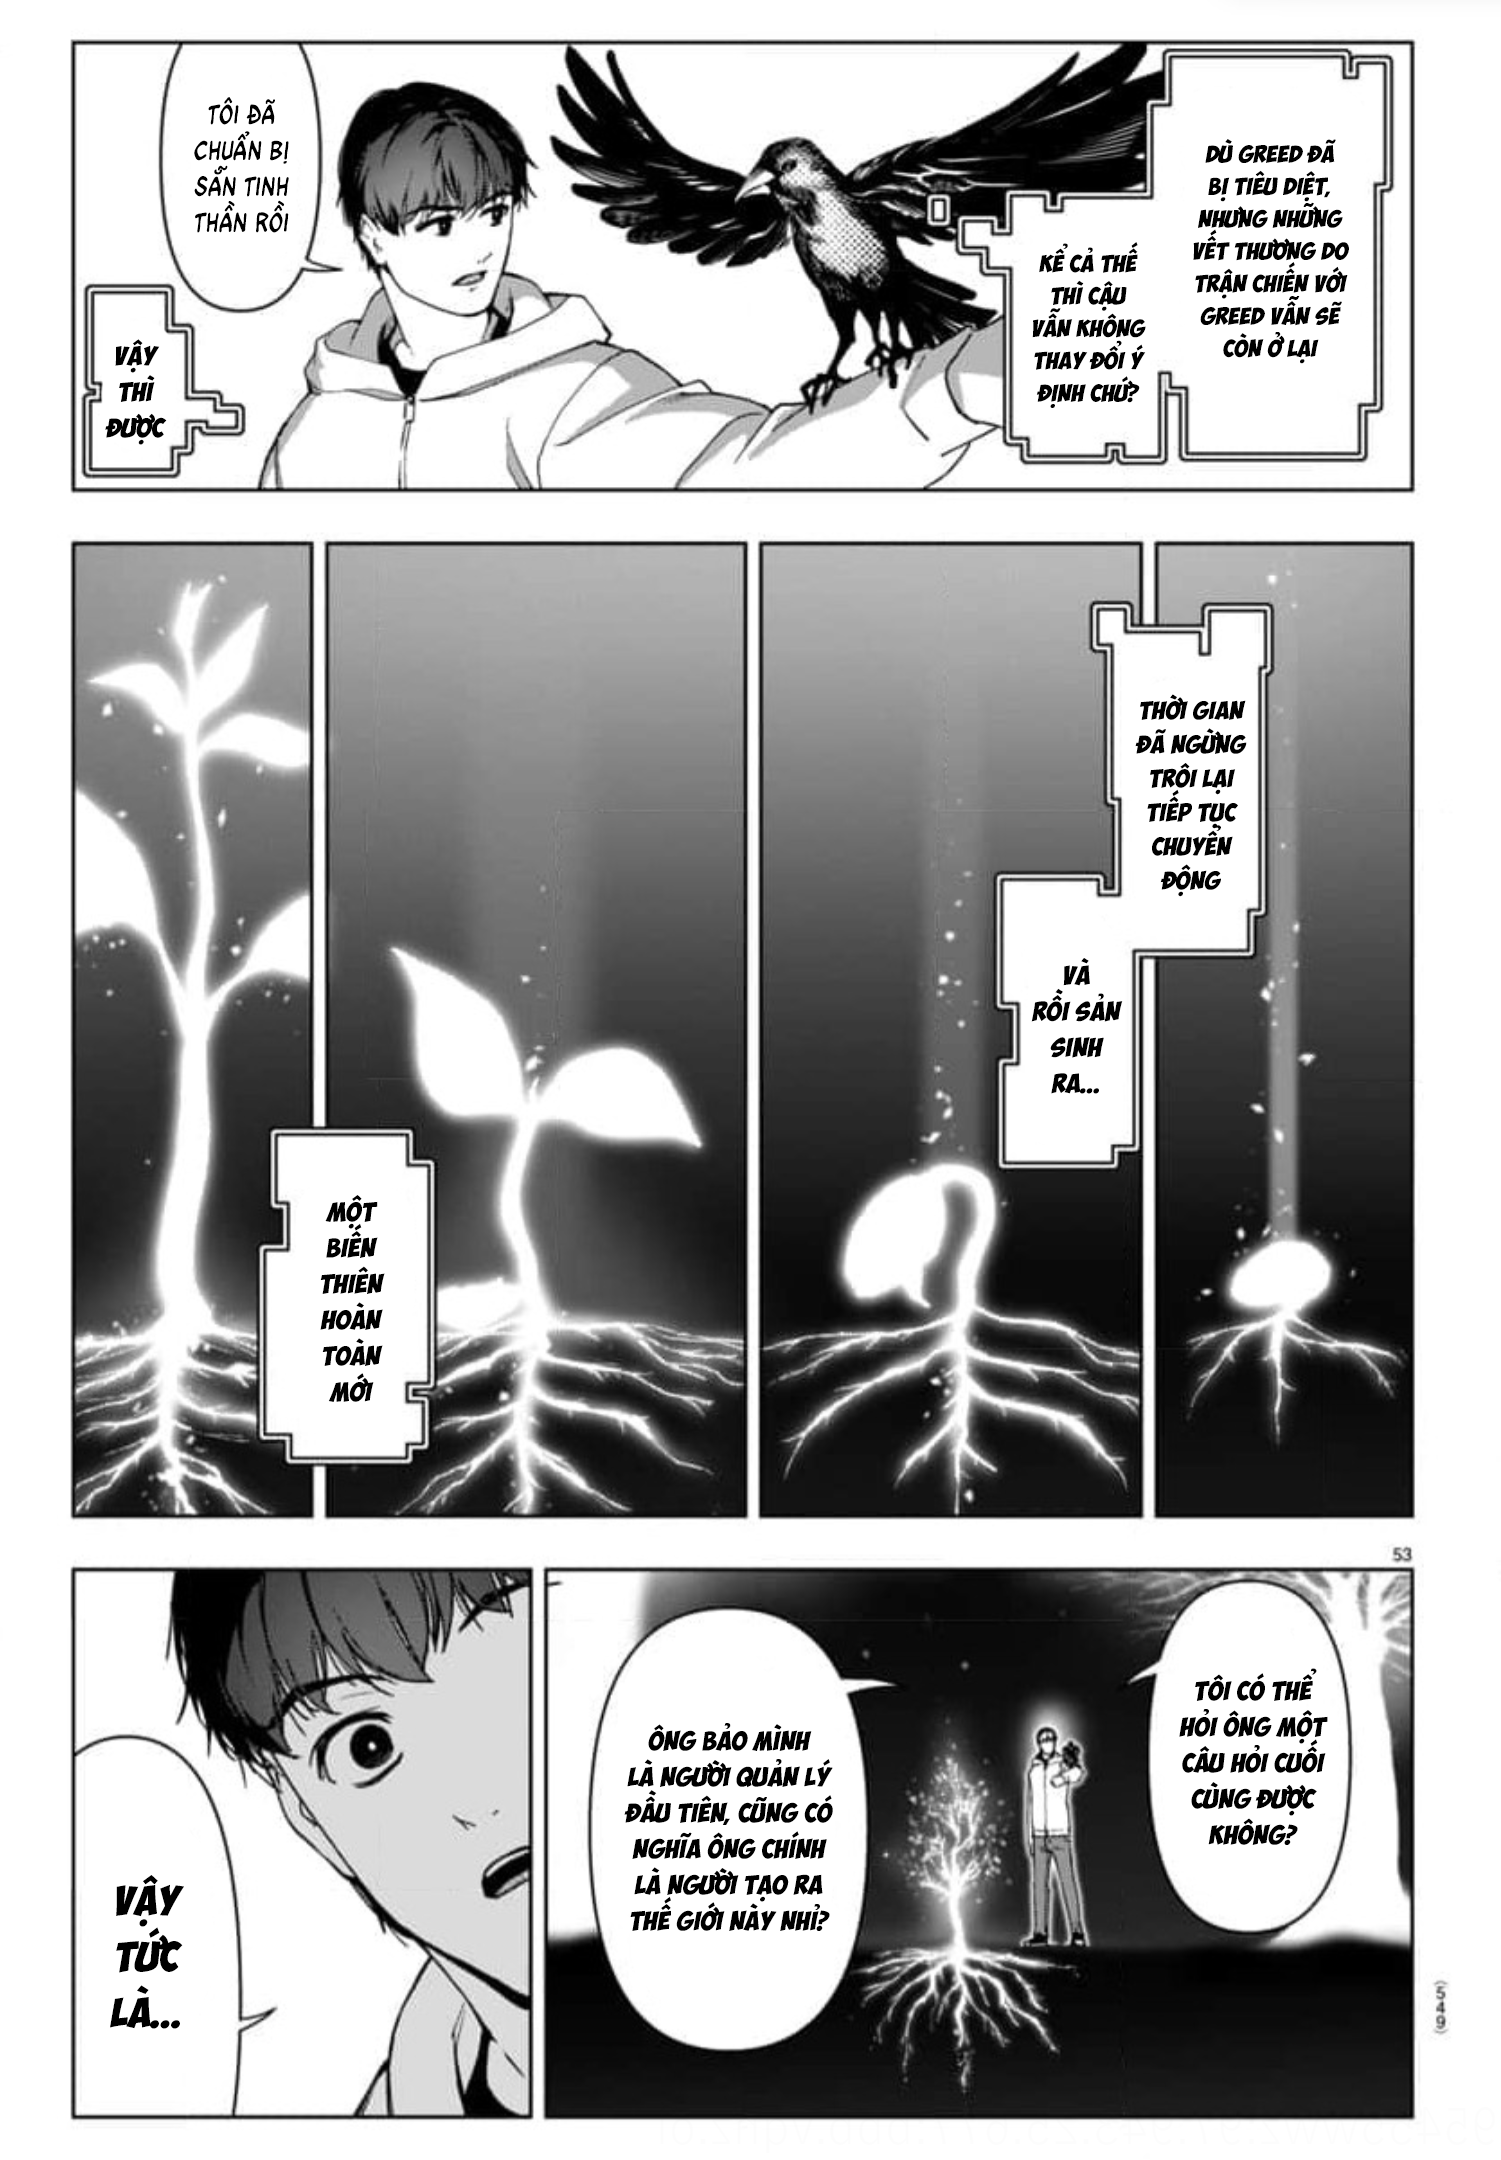 DÙ GREED ĐÃ
BỊ TIÊU DIỆT,
NHƯNG NHỮNG
VẾT THƯƠNG DO
TRẬN CHIẾN VỚI
GREED VẪN SẼ
CÒN Ở LẠI
KỂ CẢ THẾ
THÌ CẬU
VẪN KHÔNG
THAY ĐỔI Ý
ĐỊNH CHỨ?
TÔI ĐÃ
CHUẨN BỊ
SẴN TINH
THẦN RỒI
VẬY
THÌ
ĐƯỢC
THỜI GIAN
ĐÃ NGỪNG
TRÔI LẠI
TIẾP TỤC
CHUYỂN
ĐỘNG
VÀ
RỒI SẢN
SINH
RA...
MỘT
BIẾN
THIÊN
HOÀN
TOÀN
MỚI
53
TÔI CÓ THỂ
HỎI ÔNG MỘT
CÂU HỎI CUỐI
CÙNG ĐƯỢC
KHÔNG?
ÔNG BẢO MÌNH
LÀ NGƯỜI QUẢN LÝ
ĐẦU TIÊN, CŨNG CÓ
NGHĨA ÔNG CHÍNH
LÀ NGƯỜI TẠO RA
THẾ GIỚI NÀY NHỈ?
VẬY
TỨC
LÀ...
(549)